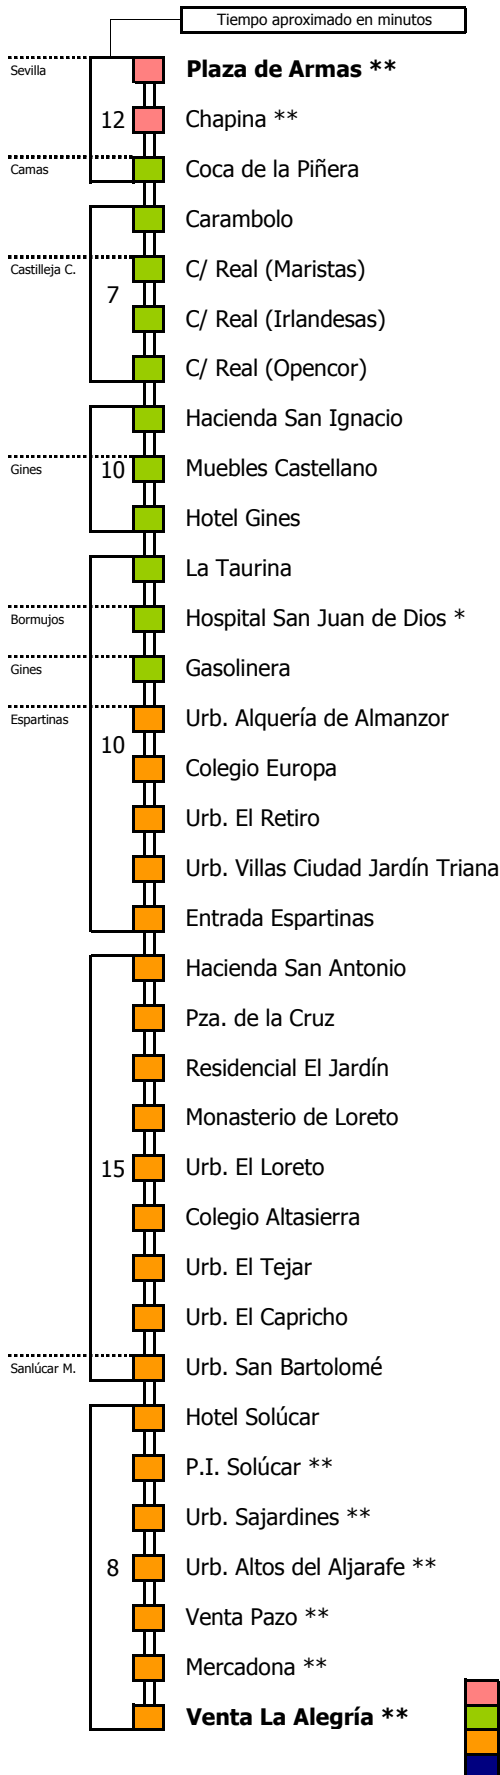 Tiempo aproximado en minutos
Sevilla
Plaza de Armas **
12
Chapina **
Camas
Coca de la Piñera
Carambolo
Castilleja C.
C/ Real (Maristas)
7
C/ Real (Irlandesas)
C/ Real (Opencor)
Hacienda San Ignacio
Gines
10
Muebles Castellano
Hotel Gines
La Taurina
Bormujos
Hospital San Juan de Dios *
Gines
Gasolinera
Espartinas
Urb. Alquería de Almanzor
10
Colegio Europa
Urb. El Retiro
Urb. Villas Ciudad Jardín Triana
Entrada Espartinas
Hacienda San Antonio
Pza. de la Cruz
Residencial El Jardín
Monasterio de Loreto
15
Urb. El Loreto
Colegio Altasierra
Urb. El Tejar
Urb. El Capricho
Sanlúcar M.
Urb. San Bartolomé
Hotel Solúcar
P.I. Solúcar **
Urb. Sajardines **
8
Urb. Altos del Aljarafe **
Venta Pazo **
Mercadona **
Venta La Alegría **